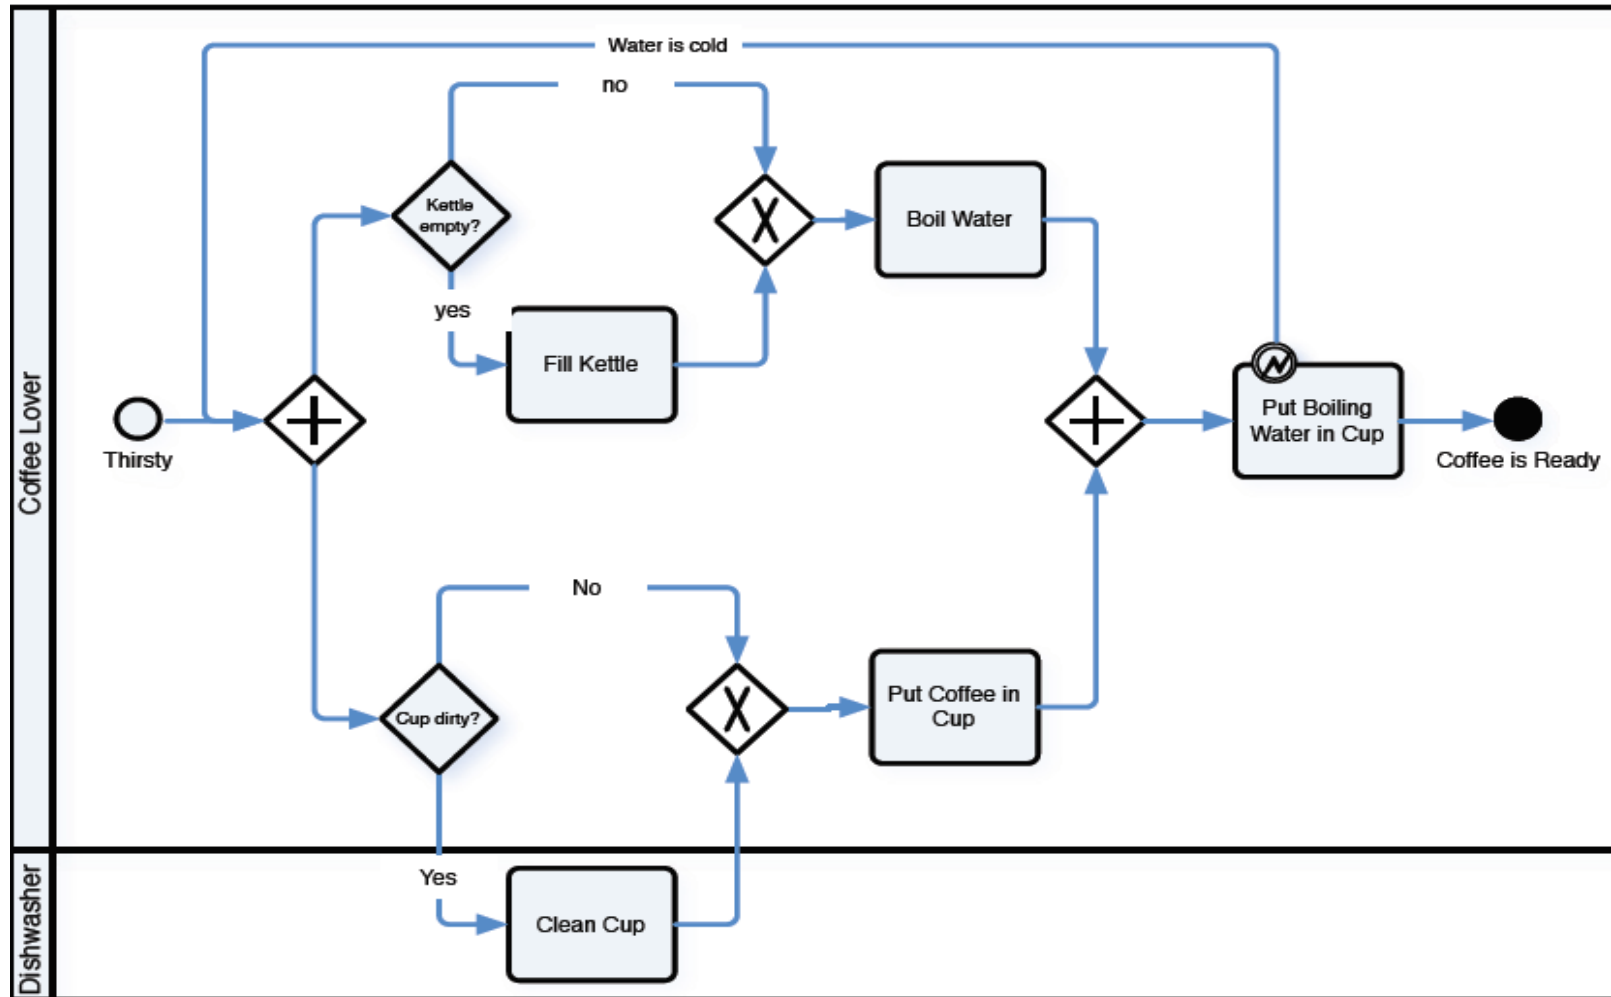 Coffee Lover
Water is cold
no
Kettle
empty?
yes
Fill Kettle
X
Boil Water
Thirsty
Put Boiling
Water in Cup
Coffee is Ready
No
Cup dirty?
X
Put Coffee in
Cup
Dishwasher
Yes
Clean Cup